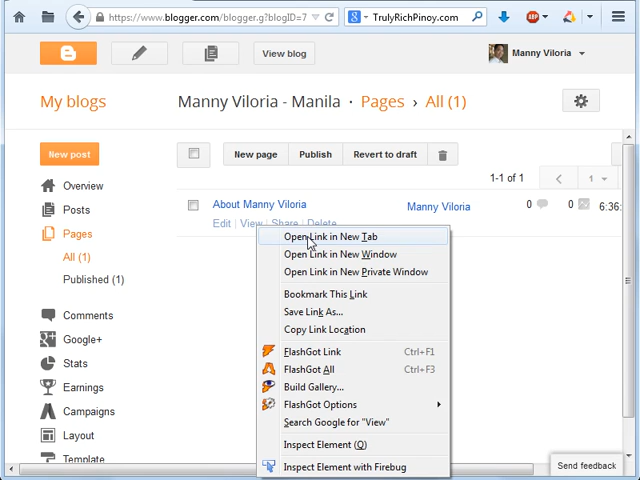 https://www.blogger.com/blogger.g?blogID=7
TrulyRichPinoy.com
ABP
View blog
Manny Viloria
My blogs
Manny Viloria - Manila · Pages › All (1)
New post
New page
Publish
Revert to draft
1-1 of 1
1
Overview
Posts
Pages
All (1)
Published (1)
Comments
Google+
Stats
Earnings
Campaigns
Layout
Template
About Manny Viloria
Manny Viloria
0
0
6:36:
Edit | View | Share | Delete
Open Link in New Tab
Open Link in New Window
Open Link in New Private Window
Bookmark This Link
Save Link As...
Copy Link Location
FlashGot Link Ctrl+F1
FlashGot All Ctrl+F3
Build Gallery...
FlashGot Options
Search Google for "View"
Inspect Element (Q)
Inspect Element with Firebug
Send feedback